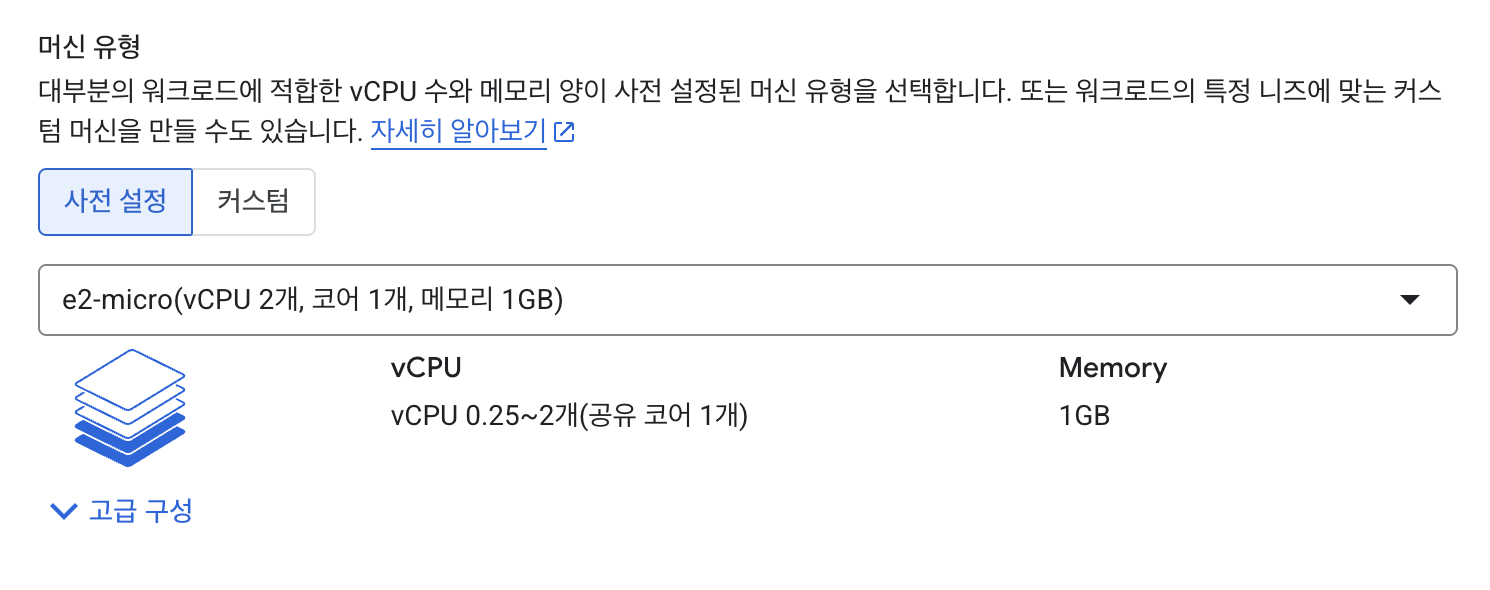 머신 유형
대부분의 워크로드에 적합한 vCPU 수와 메모리 양이 사전 설정된 머신 유형을 선택합니다. 또는 워크로드의 특정 니즈에 맞는 커스
텀 머신을 만들 수도 있습니다. 자세히 알아보기
사전 설정 커스텀
e2-micro(vCPU 2개, 코어 1개, 메모리 1GB)
vCPU Memory
vCPU 0.25~2개(공유 코어 1개) 1GB
고급 구성